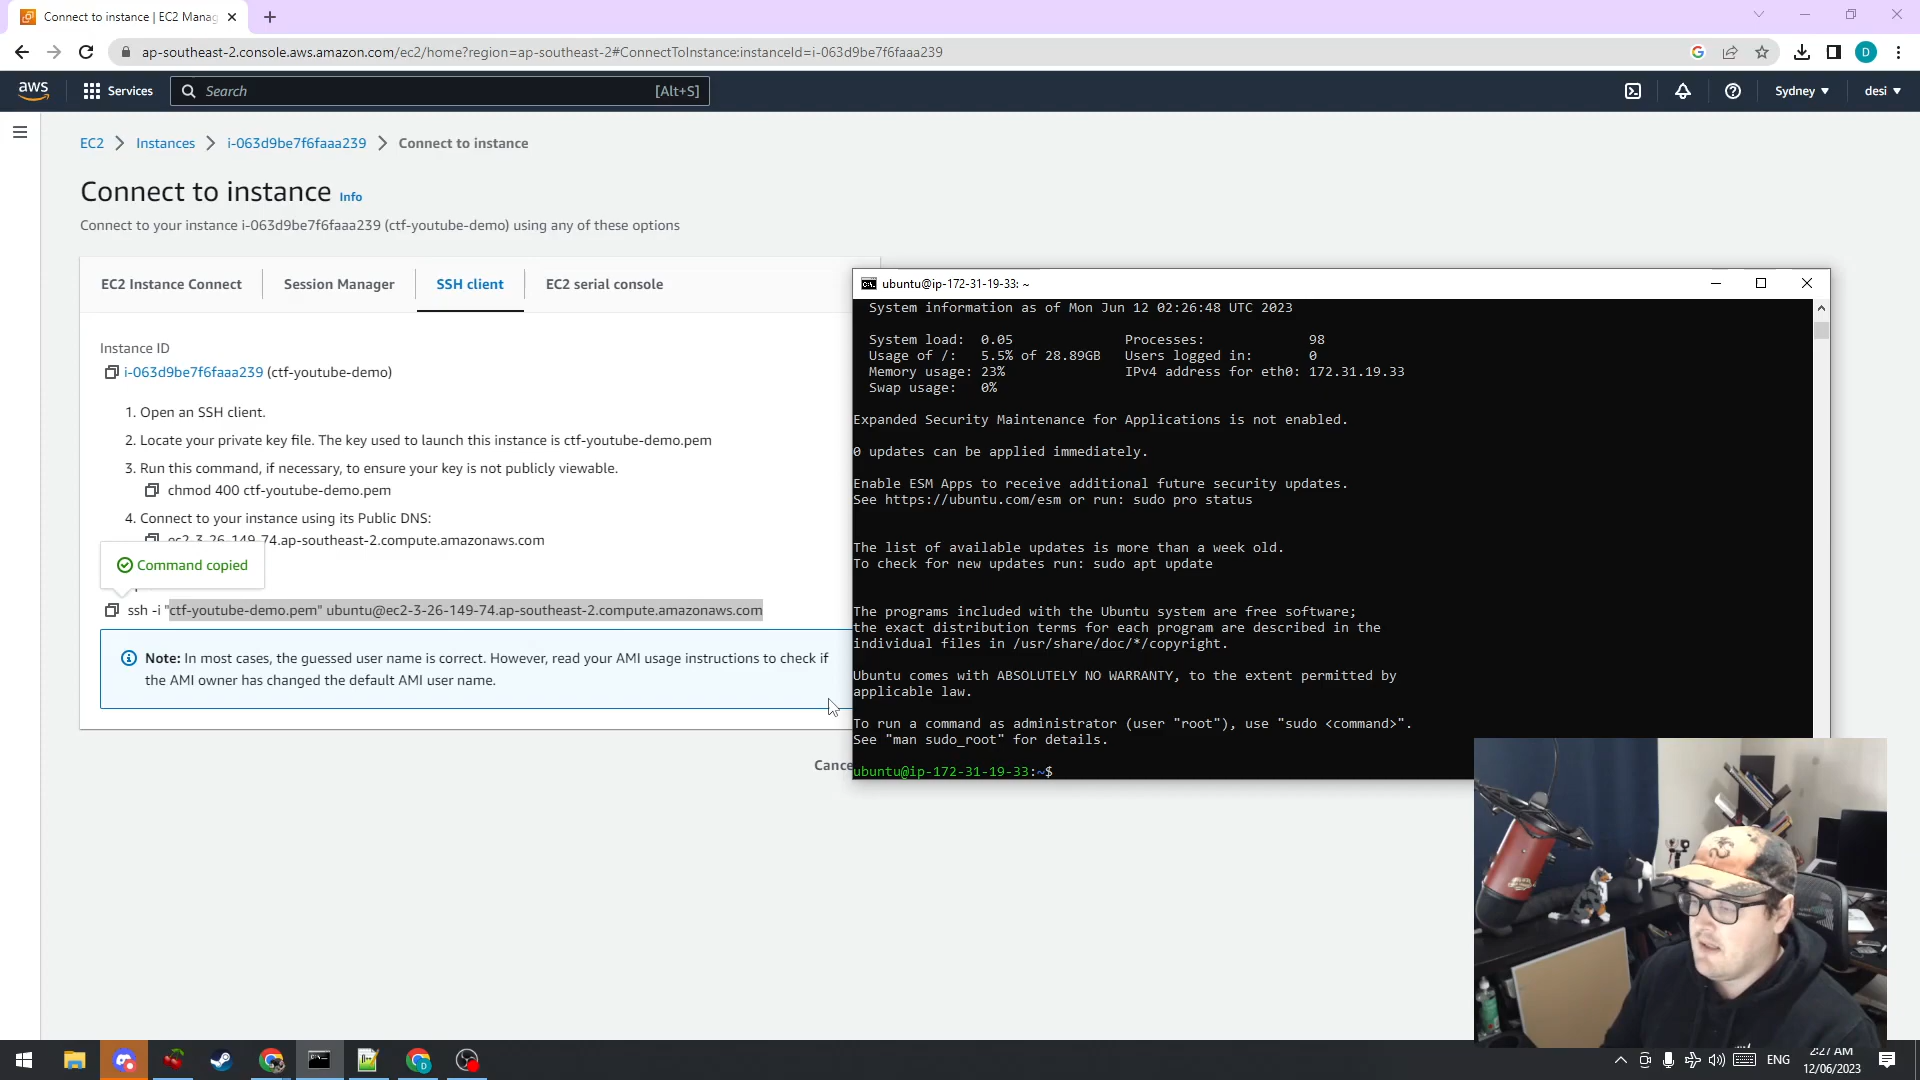 Connect to instance | EC2 Manag
ap-southeast-2.console.aws.amazon.com/ec2/home?region=ap-southeast-2#ConnectToInstance:instanceId=i-063d9be7f6faaa239
D
aws
Services
Search
[Alt+S]
Sydney
desi
EC2
Instances
i-063d9be7f6faaa239
Connect to instance
Connect to instance
Info
Connect to your instance i-063d9be7f6faaa239 (ctf-youtube-demo) using any of these options
EC2 Instance Connect
Session Manager
SSH client
EC2 serial console
Instance ID
i-063d9be7f6faaa239 (ctf-youtube-demo)
1. Open an SSH client.
2. Locate your private key file. The key used to launch this instance is ctf-youtube-demo.pem
3. Run this command, if necessary, to ensure your key is not publicly viewable.
chmod 400 ctf-youtube-demo.pem
4. Connect to your instance using its Public DNS:
ec2-3-26-149-74.ap-southeast-2.compute.amazonaws.com
Command copied
ssh -i "ctf-youtube-demo.pem" ubuntu@ec2-3-26-149-74.ap-southeast-2.compute.amazonaws.com
Note: In most cases, the guessed user name is correct. However, read your AMI usage instructions to check if
the AMI owner has changed the default AMI user name.
Cance
ubuntu@ip-172-31-19-33: ~
System information as of Mon Jun 12 02:26:48 UTC 2023
System load: 0.05 Processes: 98
Usage of /: 5.5% of 28.89GB Users logged in: 0
Memory usage: 23% IPv4 address for eth0: 172.31.19.33
Swap usage: 0%
Expanded Security Maintenance for Applications is not enabled.
0 updates can be applied immediately.
Enable ESM Apps to receive additional future security updates.
See https://ubuntu.com/esm or run: sudo pro status
The list of available updates is more than a week old.
To check for new updates run: sudo apt update
The programs included with the Ubuntu system are free software;
the exact distribution terms for each program are described in the
individual files in /usr/share/doc/*/copyright.
Ubuntu comes with ABSOLUTELY NO WARRANTY, to the extent permitted by
applicable law.
To run a command as administrator (user "root"), use "sudo <command>".
See "man sudo_root" for details.
ubuntu@ip-172-31-19-33:~$
ENG
2:27 AM
12/06/2023